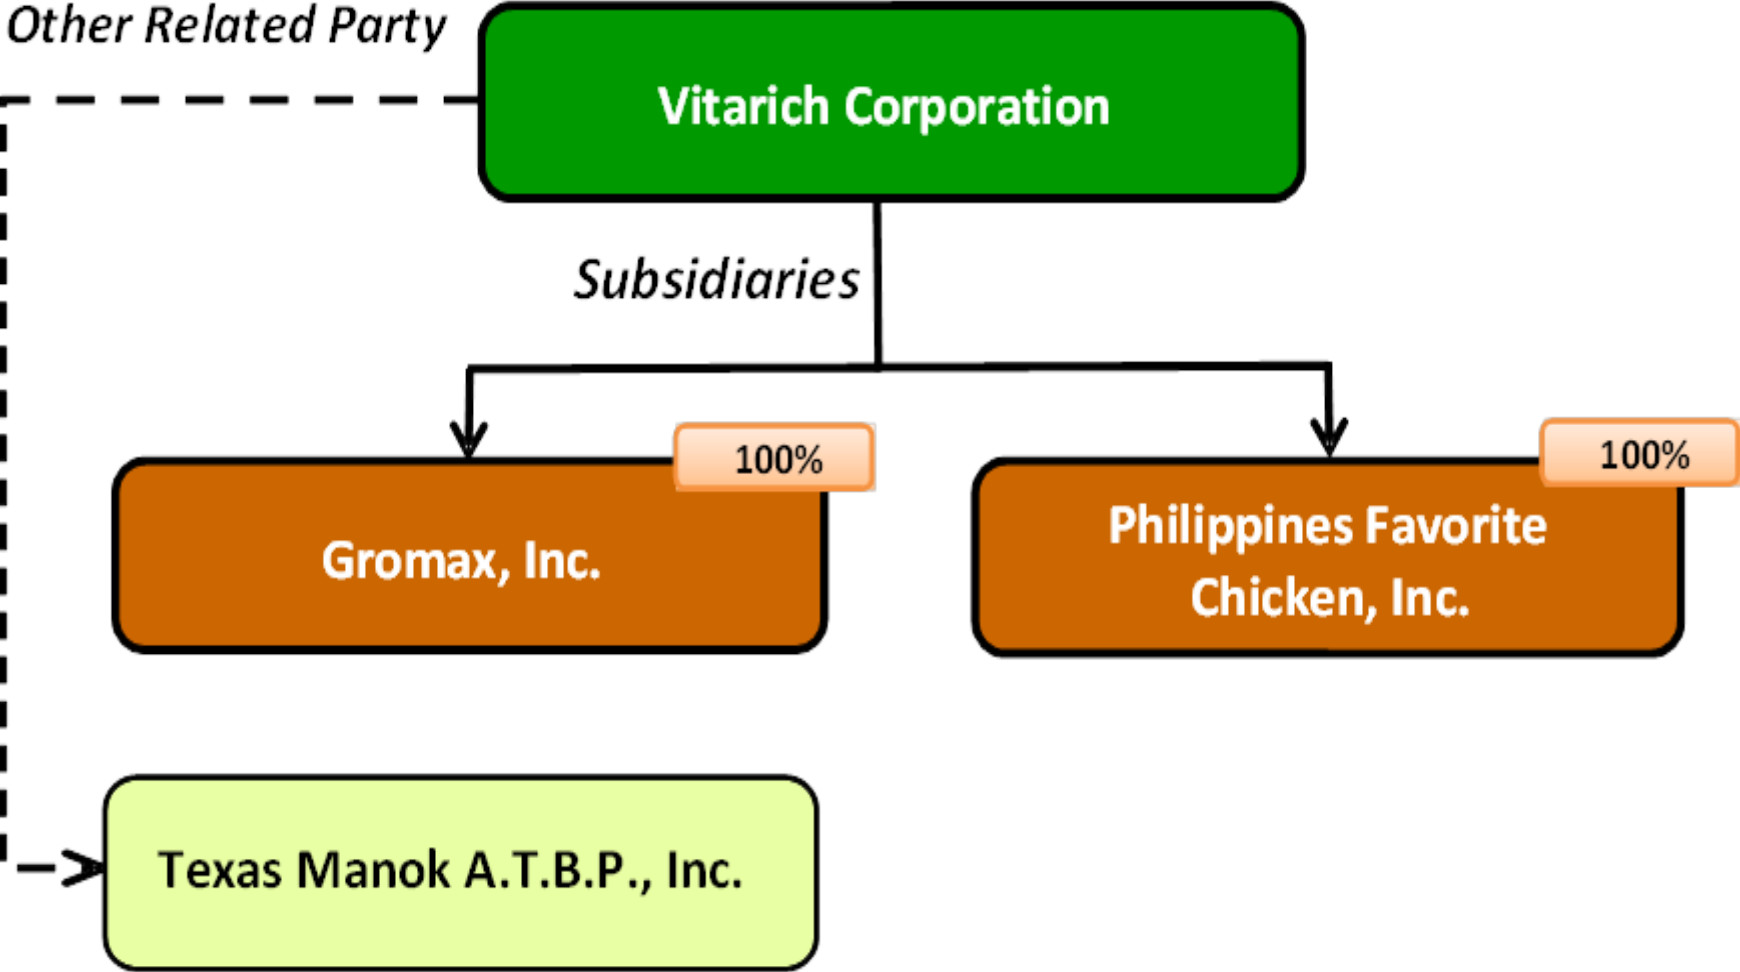 Other Related Party
Vitarich Corporation
Subsidiaries
100%
100%
Gromax, Inc.
Philippines Favorite
Chicken, Inc.
Texas Manok A.T.B.P., Inc.